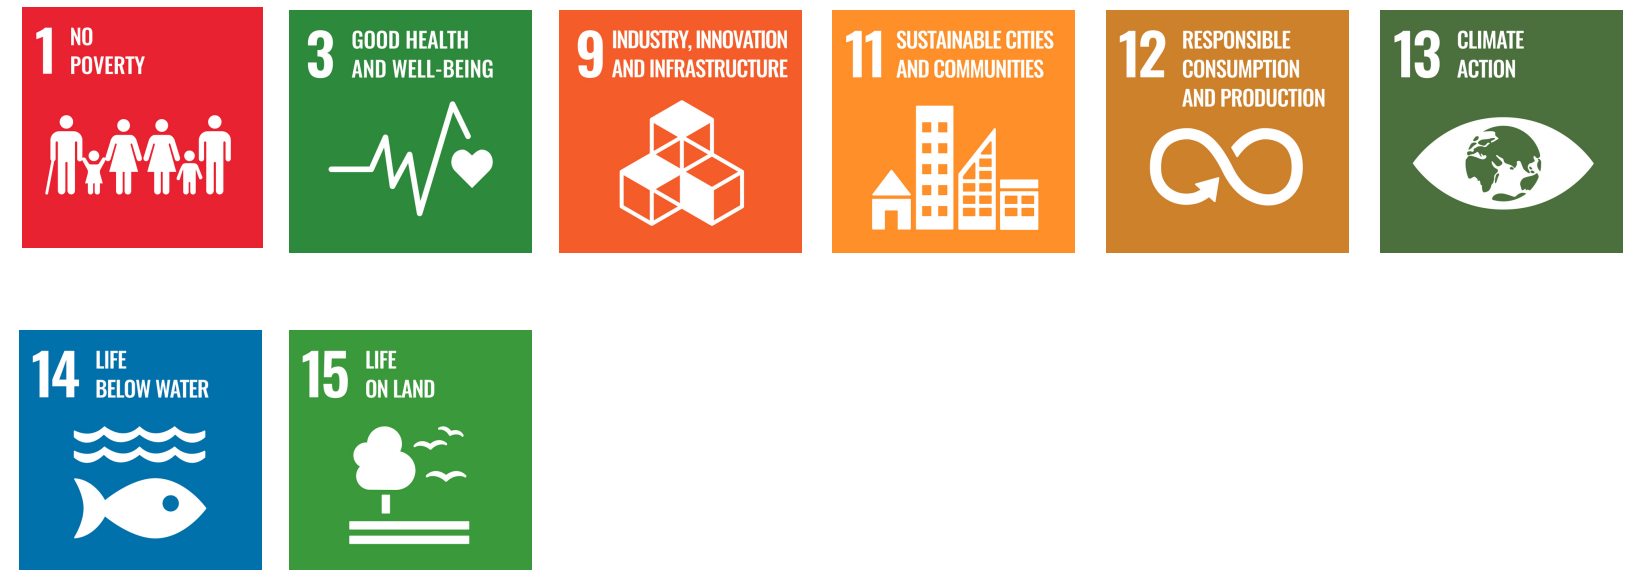 1 NO
POVERTY
3 GOOD HEALTH
AND WELL-BEING
9 INDUSTRY, INNOVATION
AND INFRASTRUCTURE
11 SUSTAINABLE CITIES
AND COMMUNITIES
12 RESPONSIBLE
CONSUMPTION
AND PRODUCTION
13 CLIMATE
ACTION
14 LIFE
BELOW WATER
15 LIFE
ON LAND